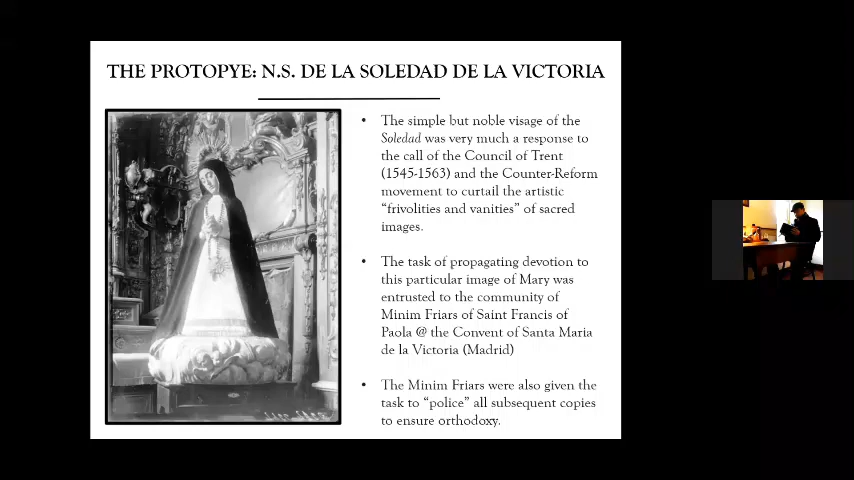 THE PROTOPYE: N.S. DE LA SOLEDAD DE LA VICTORIA
• The simple but noble visage of the
Soledad was very much a response to
the call of the Council of Trent
(1545-1563) and the Counter-Reform
movement to curtail the artistic
“frivolities and vanities” of sacred
images.
• The task of propagating devotion to
this particular image of Mary was
entrusted to the community of
Minim Friars of Saint Francis of
Paola @ the Convent of Santa Maria
de la Victoria (Madrid)
• The Minim Friars were also given the
task to “police” all subsequent copies
to ensure orthodoxy.